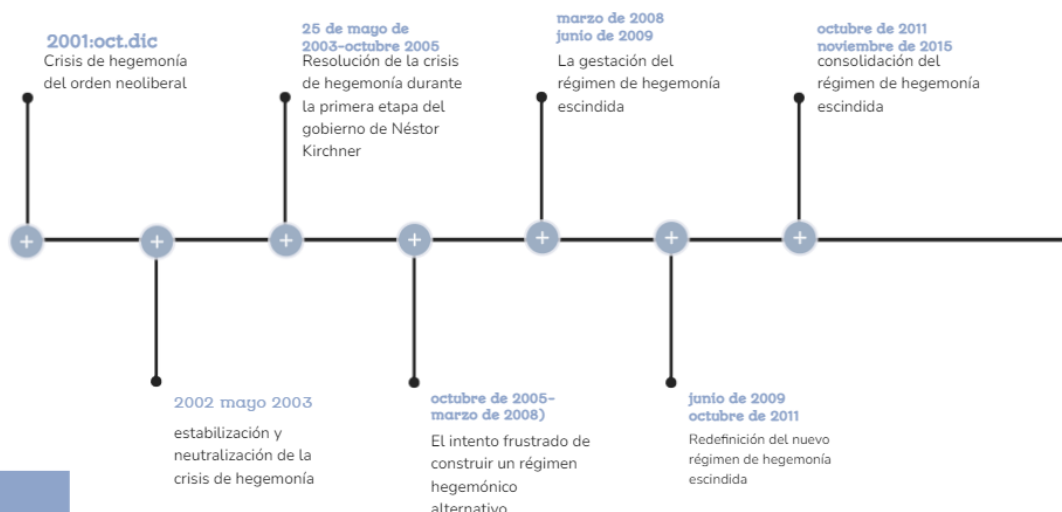 2001:oct.dic
Crisis de hegemonía
del orden neoliberal
25 de mayo de
2003-octubre 2005
Resolución de la crisis
de hegemonía durante
la primera etapa del
gobierno de Néstor
Kirchner
marzo de 2008
junio de 2009
La gestación del
régimen de hegemonía
escindida
octubre de 2011
noviembre de 2015
consolidación del
régimen de hegemonía
escindida
2002 mayo 2003
estabilización y
neutralización de la
crisis de hegemonía
octubre de 2005-
marzo de 2008)
El intento frustrado de
construir un régimen
hegemónico
alternativo
junio de 2009
octubre de 2011
Redefinición del nuevo
régimen de hegemonía
escindida